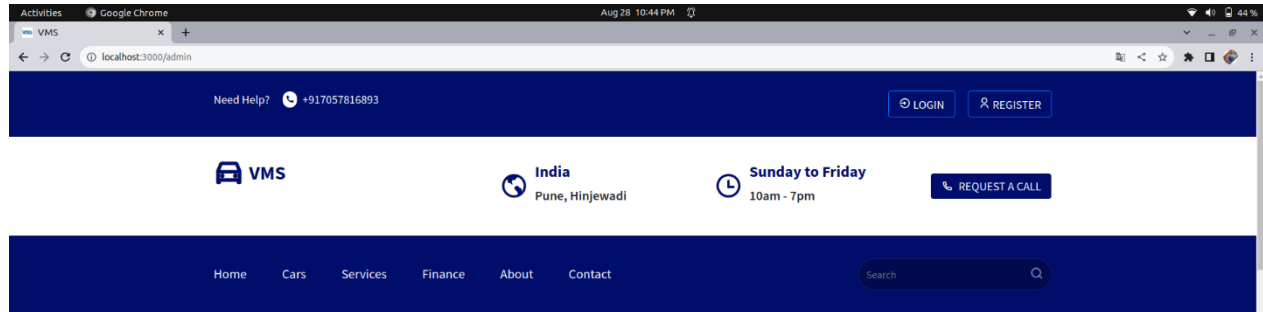 Activities Google Chrome Aug 28 10:44 PM 44 %
VMS
localhost:3000/admin
Need Help? +917057816893 LOGIN REGISTER
VMS India Sunday to Friday
Pune, Hinjewadi 10am - 7pm REQUEST A CALL
Home Cars Services Finance About Contact Search